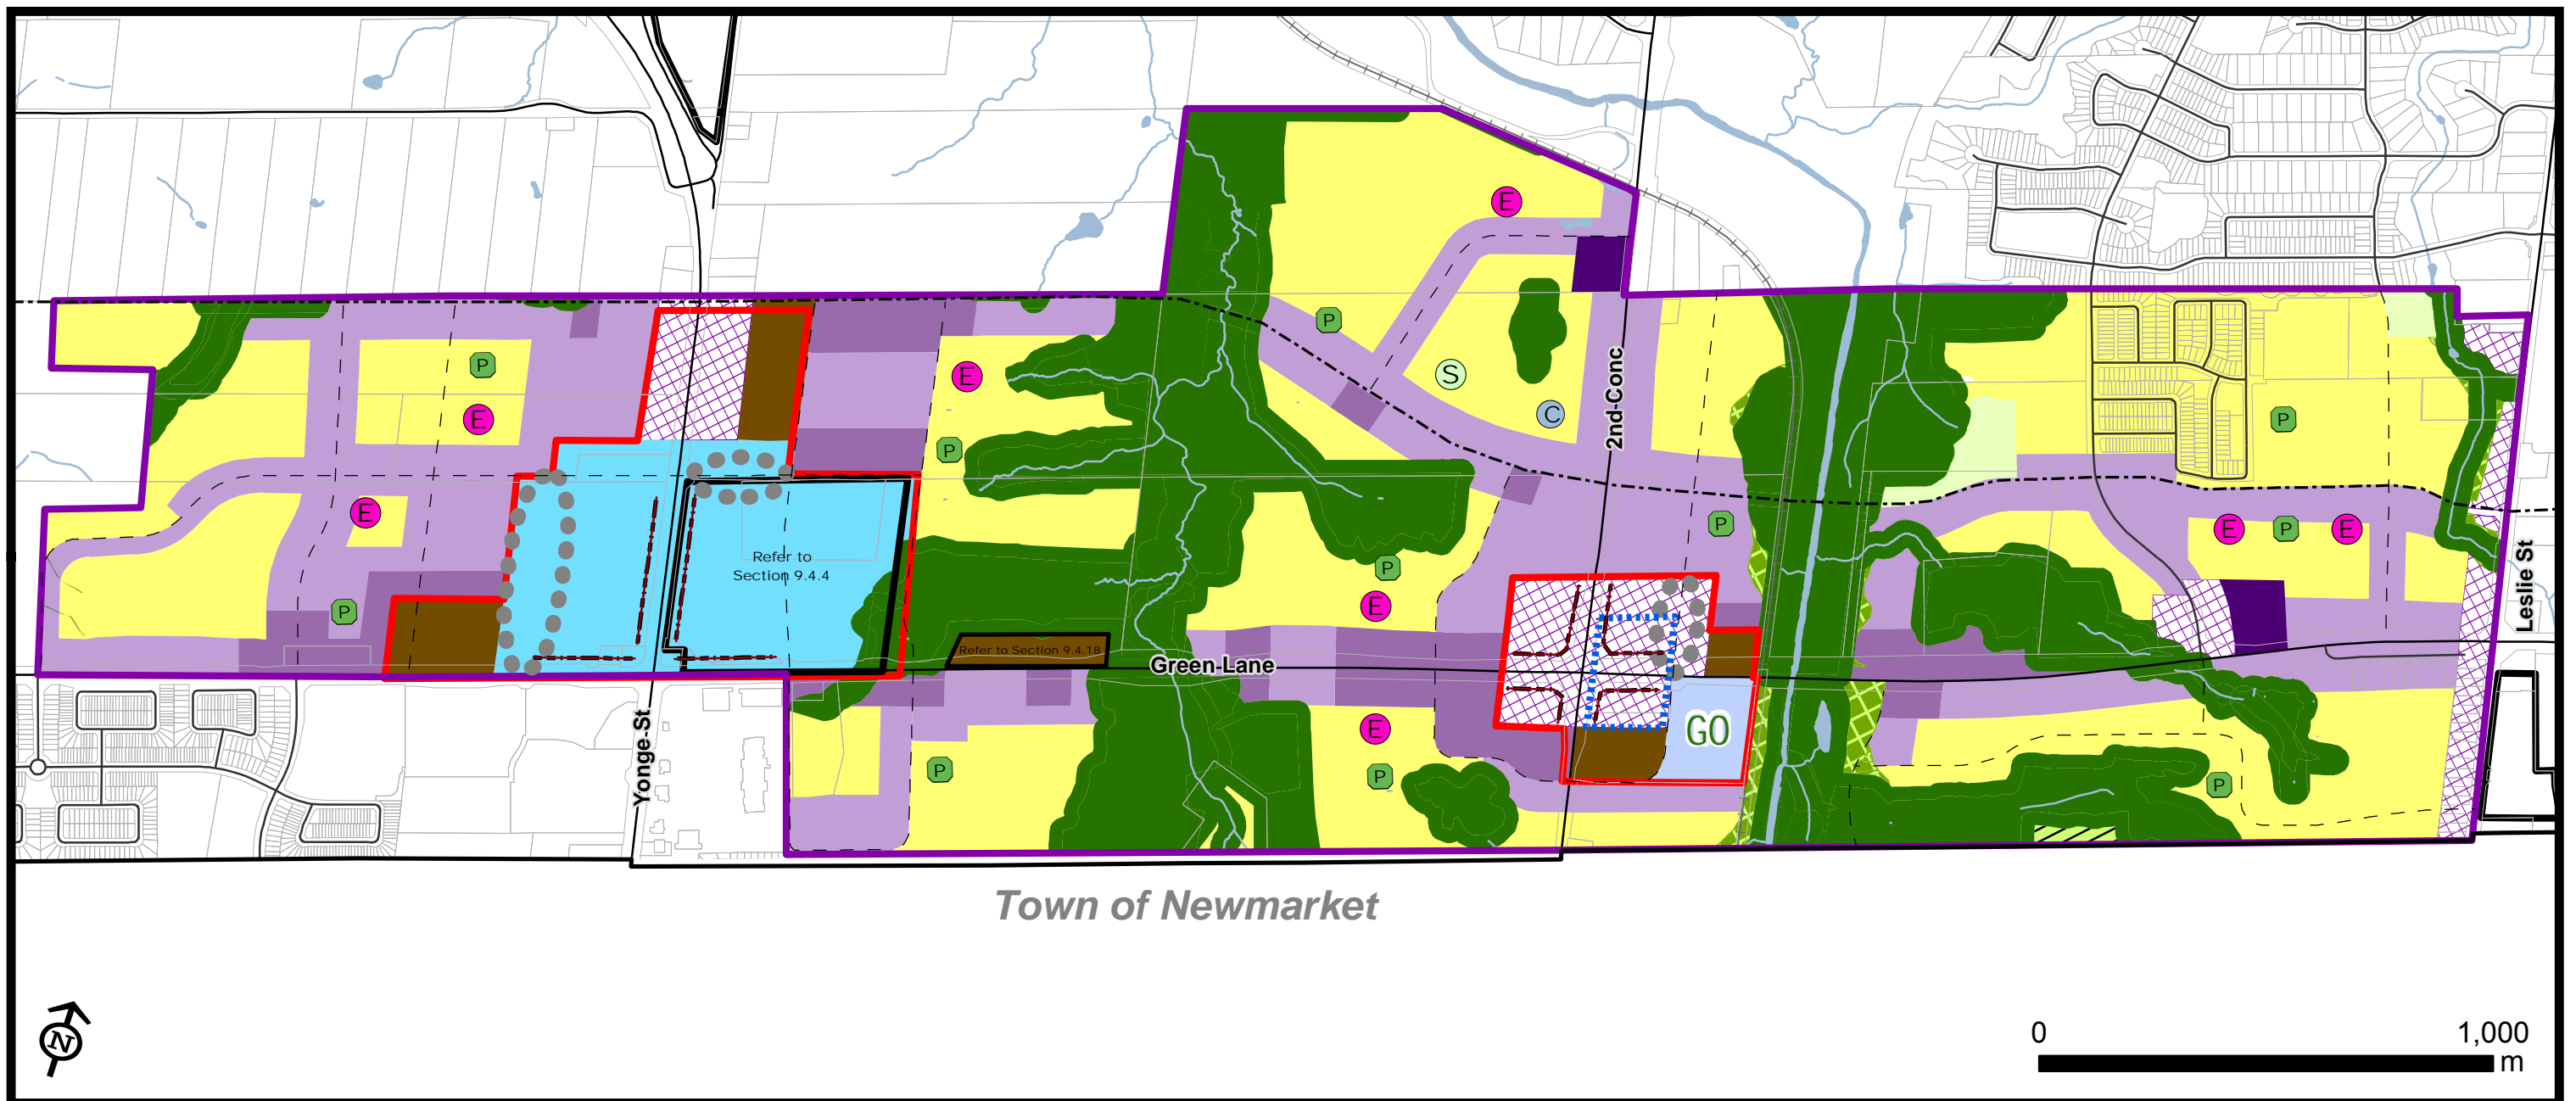 E
P
S
C
P
E
E
P
P
E
2nd Conc
Refer to
Section 9.4.4
P
P
E
P
E
P
E
Leslie St
P
E
Refer to Section 9.4.18
Green Lane
Yonge St
E
GO
P
P
P
Town of Newmarket
N
0
1,000
m